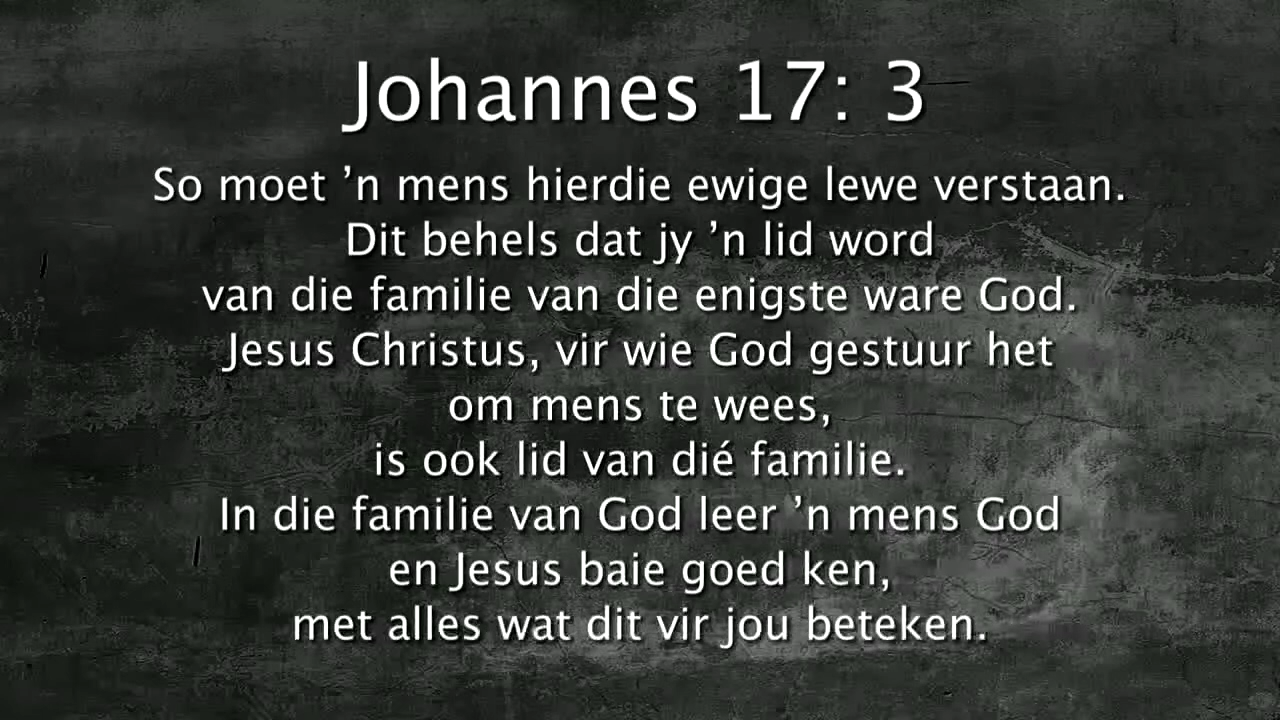 Johannes 17: 3
So moet ’n mens hierdie ewige lewe verstaan.
Dit behels dat jy ’n lid word
van die familie van die enigste ware God.
Jesus Christus, vir wie God gestuur het
om mens te wees,
is ook lid van dié familie.
In die familie van God leer ’n mens God
en Jesus baie goed ken,
met alles wat dit vir jou beteken.